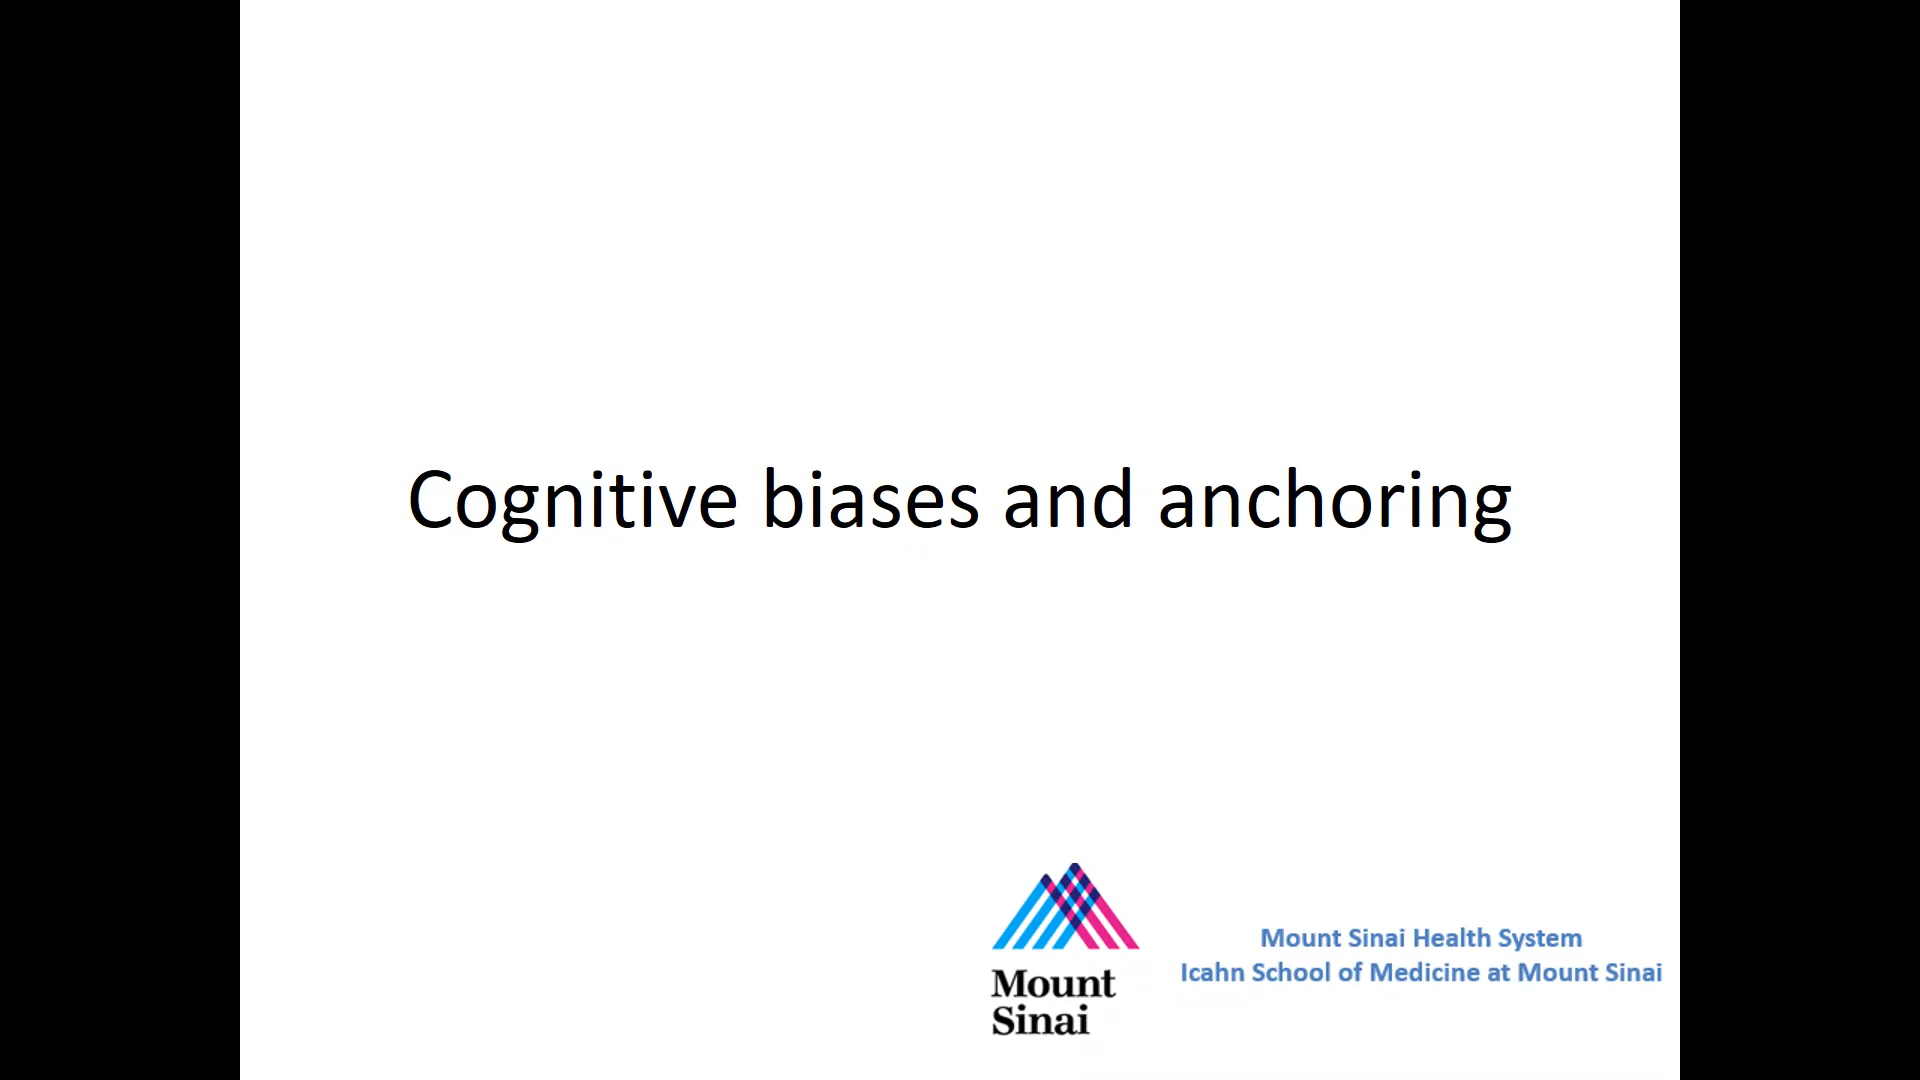 Cognitive biases and anchoring
Mount
Sinai
Mount Sinai Health System
Icahn School of Medicine at Mount Sinai